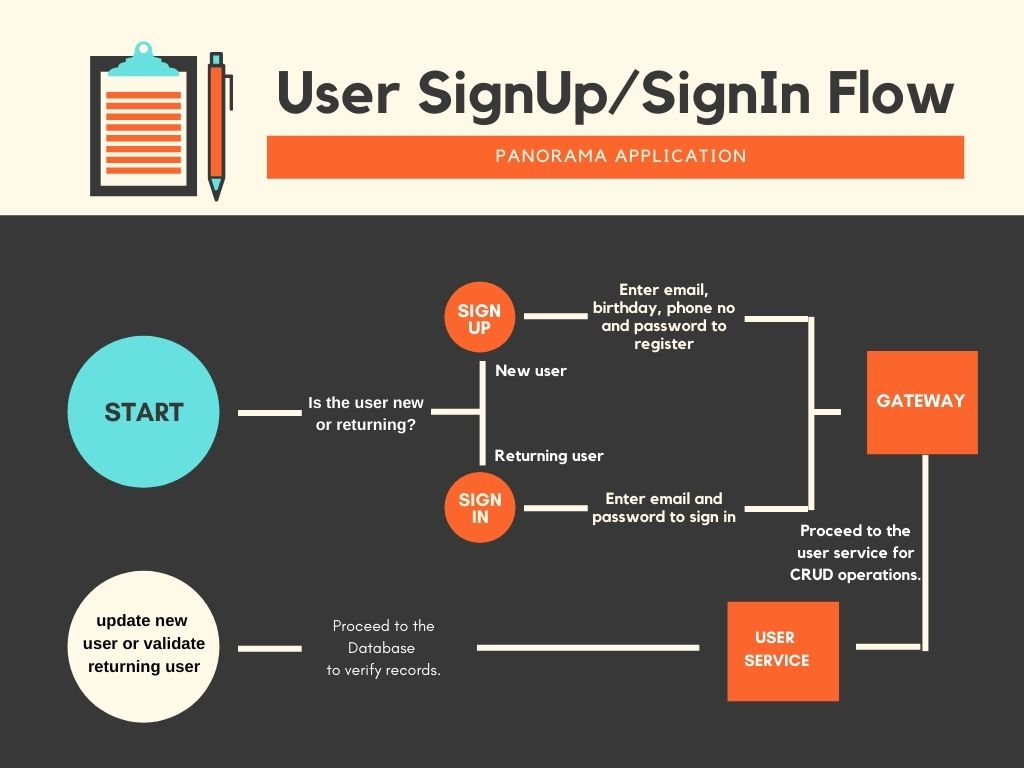 User SignUp/SignIn Flow
PANORAMA APPLICATION
START
Is the user new
or returning?
SIGN
UP
New user
Returning user
SIGN
IN
Enter email,
birthday, phone no
and password to
register
Enter email and
password to sign in
GATEWAY
Proceed to the
user service for
CRUD operations.
USER
SERVICE
Proceed to the
Database
to verify records.
update new
user or validate
returning user